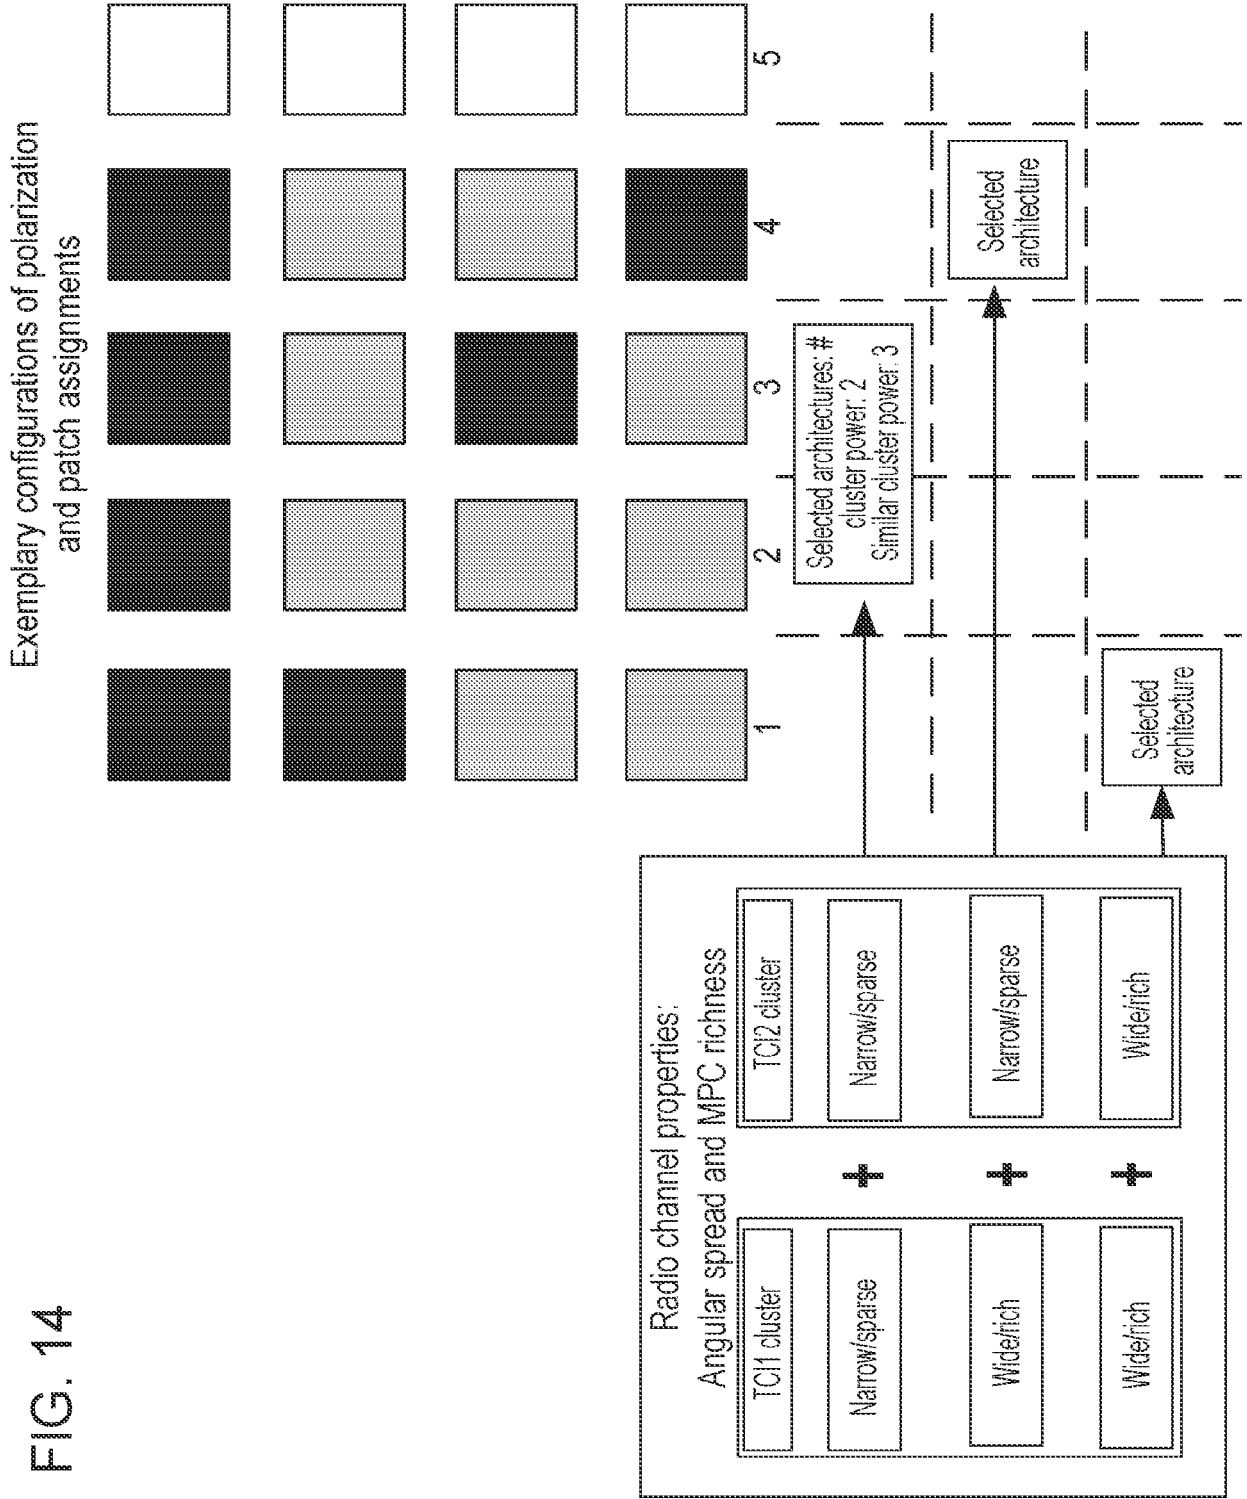 FIG. 14
Exemplary configurations of polarization
and patch assignments
1
2
3
4
5
Radio channel properties:
Angular spread and MPC richness
TCI1 cluster
TCI2 cluster
Narrow/sparse
+
Narrow/sparse
Selected architectures: #
cluster power: 2
Similar cluster power: 3
Wide/rich
+
Narrow/sparse
Selected
architecture
Wide/rich
+
Wide/rich
Selected
architecture